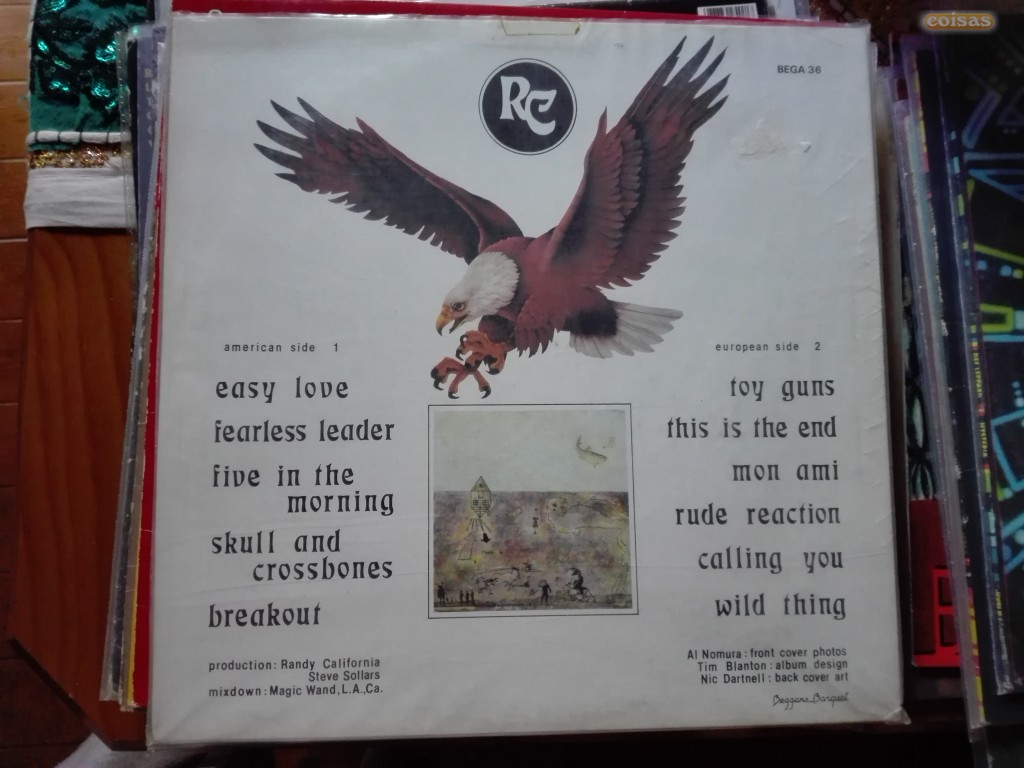 coisas
RC
BEGA 36
american side 1
easy love
fearless leader
five in the
morning
skull and
crossbones
breakout
european side 2
toy guns
this is the end
mon ami
rude reaction
calling you
wild thing
production: Randy California
Steve Sollars
mixdown: Magic Wand, L.A., Ca.
Al Nomura: front cover photos
Tim Blanton: album design
Nic Dartnell: back cover art
Beggars Banquet